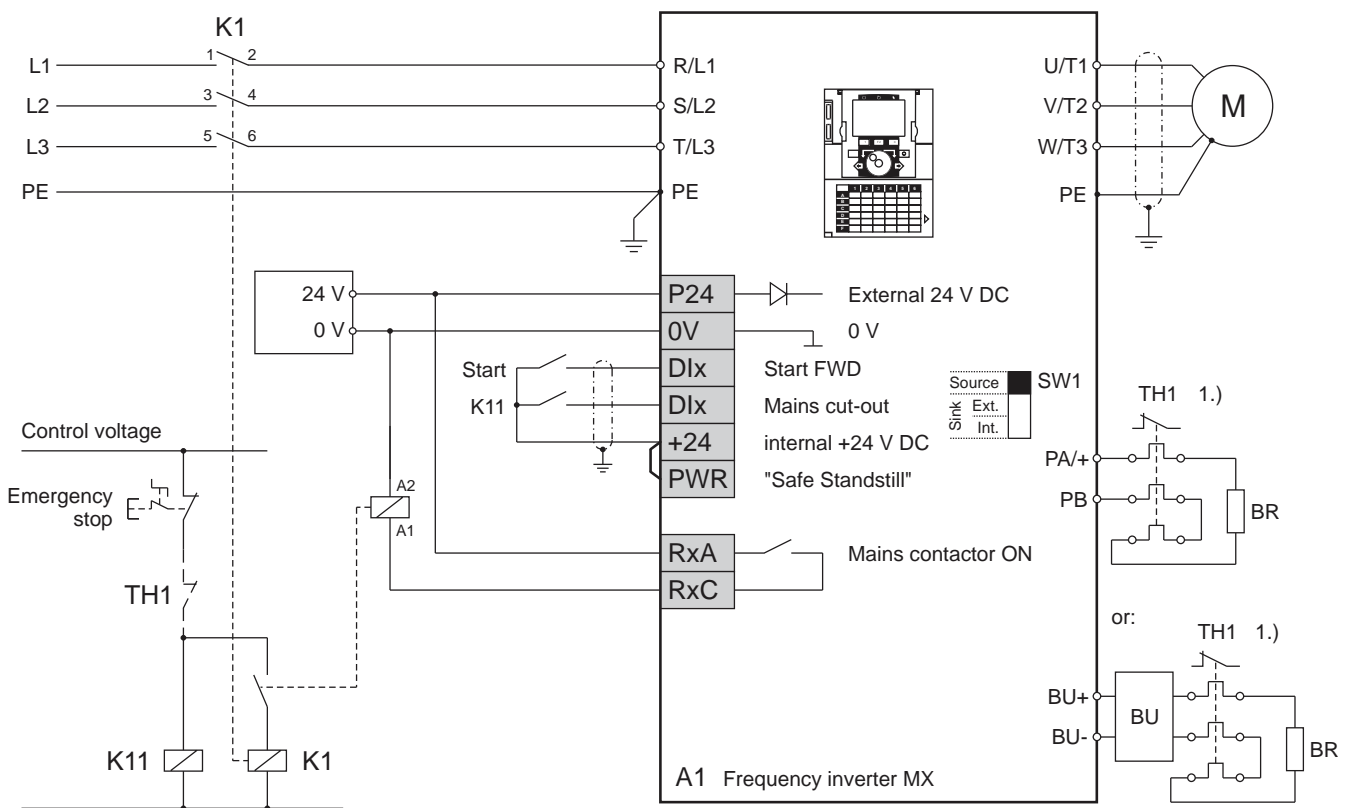 K1
L1 1 2 R/L1 U/T1
L2 3 4 S/L2 V/T2 M
L3 5 6 T/L3 W/T3
PE PE PE
24 V P24 External 24 V DC
0 V 0V 0 V
Start DIx Start FWD
K11 DIx Mains cut-out
+24 internal +24 V DC
PWR "Safe Standstill"
Source SW1
Sink
Ext.
Int.
TH1 1.)
PA/+
PB
BR
Control voltage
Emergency
stop
A2
A1
RxA Mains contactor ON
RxC
TH1
or:
TH1 1.)
BU+
BU
BU-
BR
K11 K1
A1 Frequency inverter MX